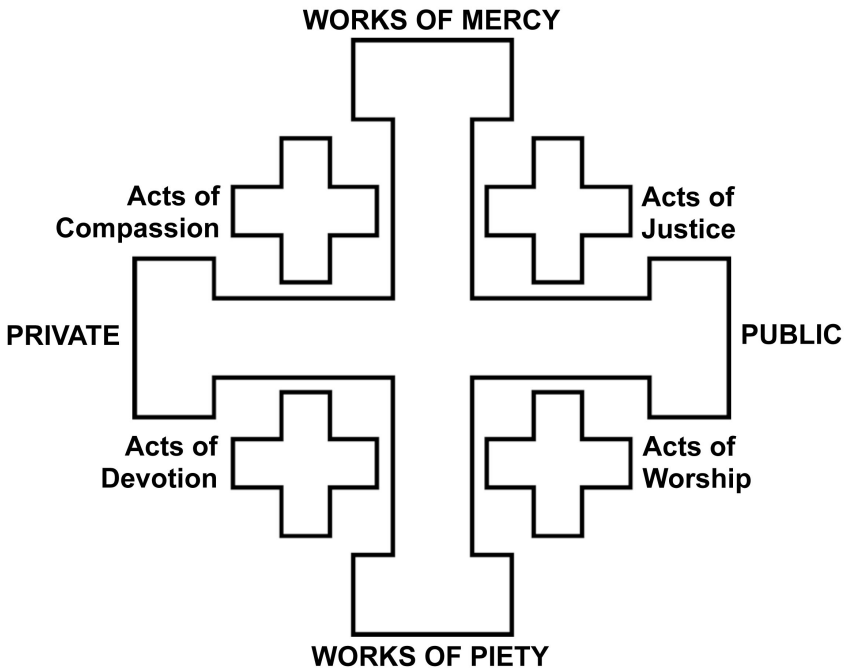 WORKS OF MERCY
Acts of
Compassion
Acts of
Justice
PRIVATE
PUBLIC
Acts of
Devotion
Acts of
Worship
WORKS OF PIETY